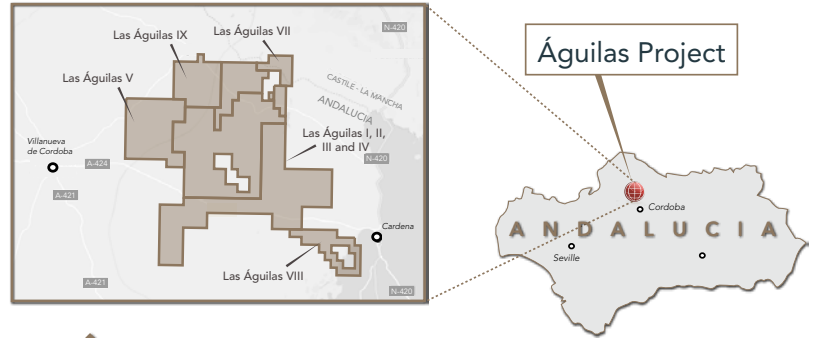 N-420
Las Águilas IX
Las Águilas VII
Las Águilas V
CASTILE - LA MANCHA
ANDALUCIA
Las Águilas I, II,
III and IV
Villanueva
de Cordoba
A-424
N-420
A-421
Cardena
Las Águilas VIII
A-421
N-420
Águilas Project
Cordoba
ANDALUCIA
Seville